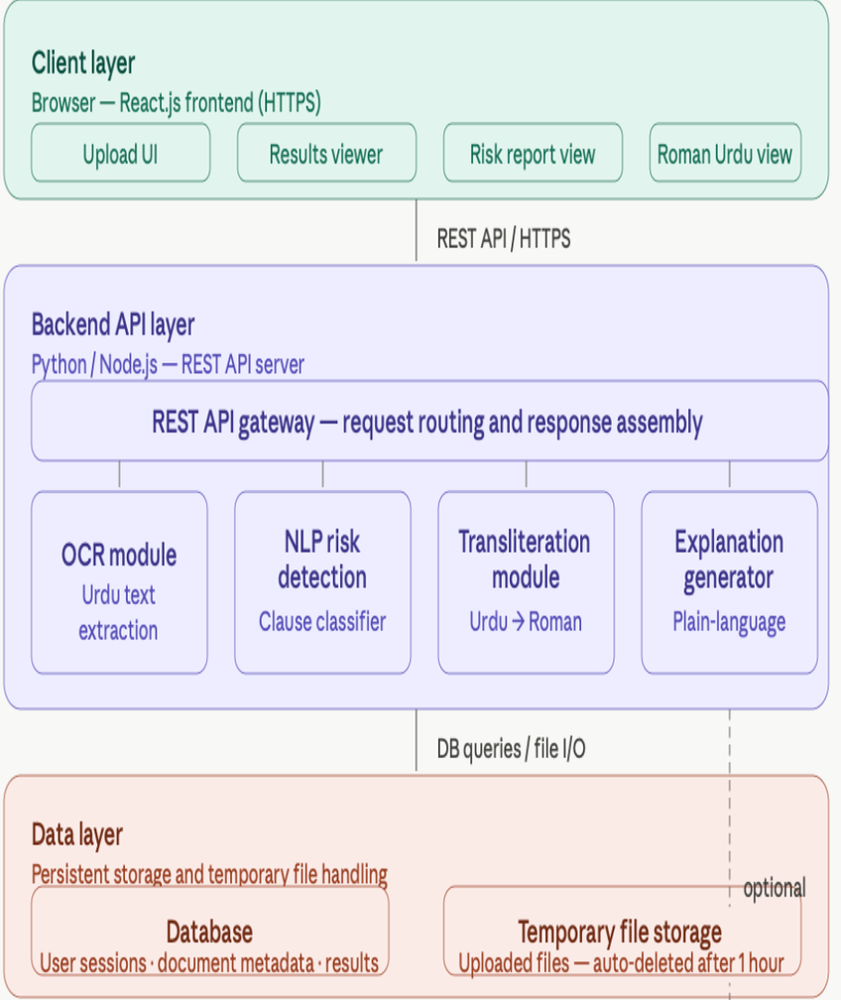 Client layer
Browser — React.js frontend (HTTPS)
Upload UI
Results viewer
Risk report view
Roman Urdu view
REST API / HTTPS
Backend API layer
Python / Node.js — REST API server
REST API gateway — request routing and response assembly
OCR module
Urdu text
extraction
NLP risk
detection
Clause classifier
Transliteration
module
Urdu → Roman
Explanation
generator
Plain-language
DB queries / file I/O
Data layer
Persistent storage and temporary file handling
optional
Database
User sessions · document metadata · results
Temporary file storage
Uploaded files — auto-deleted after 1 hour